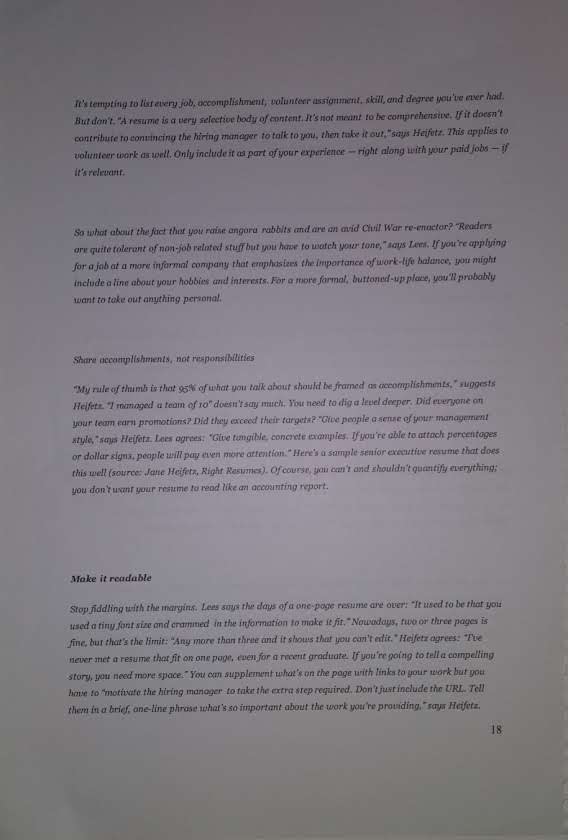 It's tempting to list every job, accomplishment, volunteer assignment, skill, and degree you've ever had.
But don't. "A resume is a very selective body of content. It's not meant to be comprehensive. If it doesn't
contribute to convincing the hiring manager to talk to you, then take it out," says Heifetz. This applies to
volunteer work as well. Only include it as part of your experience — right along with your paid jobs — if
it's relevant.
So what about the fact that you raise angora rabbits and are an avid Civil War re-enactor? "Readers
are quite tolerant of non-job related stuff but you have to watch your tone," says Lees. If you're applying
for a job at a more informal company that emphasizes the importance of work-life balance, you might
include a line about your hobbies and interests. For a more formal, buttoned-up place, you'll probably
want to take out anything personal.
Share accomplishments, not responsibilities
"My rule of thumb is that 95% of what you talk about should be framed as accomplishments," suggests
Heifetz. "I managed a team of 10" doesn't say much. You need to dig a level deeper. Did everyone on
your team earn promotions? Did they exceed their targets? "Give people a sense of your management
style," says Heifetz. Lees agrees: "Give tangible, concrete examples. If you're able to attach percentages
or dollar signs, people will pay even more attention." Here's a sample senior executive resume that does
this well (source: Jane Heifetz, Right Resumes). Of course, you can't and shouldn't quantify everything;
you don't want your resume to read like an accounting report.
Make it readable
Stop fiddling with the margins. Lees says the days of a one-page resume are over: "It used to be that you
used a tiny font size and crammed in the information to make it fit." Nowadays, two or three pages is
fine, but that's the limit: "Any more than three and it shows that you can't edit." Heifetz agrees: "I've
never met a resume that fit on one page, even for a recent graduate. If you're going to tell a compelling
story, you need more space." You can supplement what's on the page with links to your work but you
have to "motivate the hiring manager to take the extra step required. Don't just include the URL. Tell
them in a brief, one-line phrase what's so important about the work you're providing," says Heifetz.
18